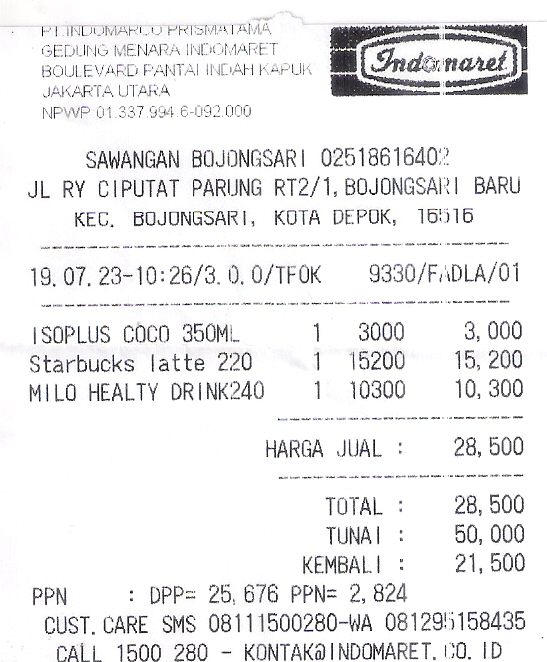 PT.INDOMARCO PRISMATAMA
GEDUNG MENARA INDOMARET
BOULEVARD PANTAI INDAH KAPUK
JAKARTA UTARA
NPWP 01.337.994.6-092.000
Indomaret
SAWANGAN BOJONGSARI 02518616402
JL RY CIPUTAT PARUNG RT2/1, BOJONGSARI BARU
KEC. BOJONGSARI, KOTA DEPOK, 16516
19.07.23-10:26/3.0.0/TFOK 9330/FADLA/01
ISOPLUS COCO 350ML 1 3000 3,000
Starbucks latte 220 1 15200 15,200
MILO HEALTY DRINK240 1 10300 10,300
HARGA JUAL : 28,500
TOTAL : 28,500
TUNAI : 50,000
KEMBALI : 21,500
PPN : DPP= 25,676 PPN= 2,824
CUST.CARE SMS 08111500280-WA 081295158435
CALL 1500 280 - KONTAK@INDOMARET.CO.ID